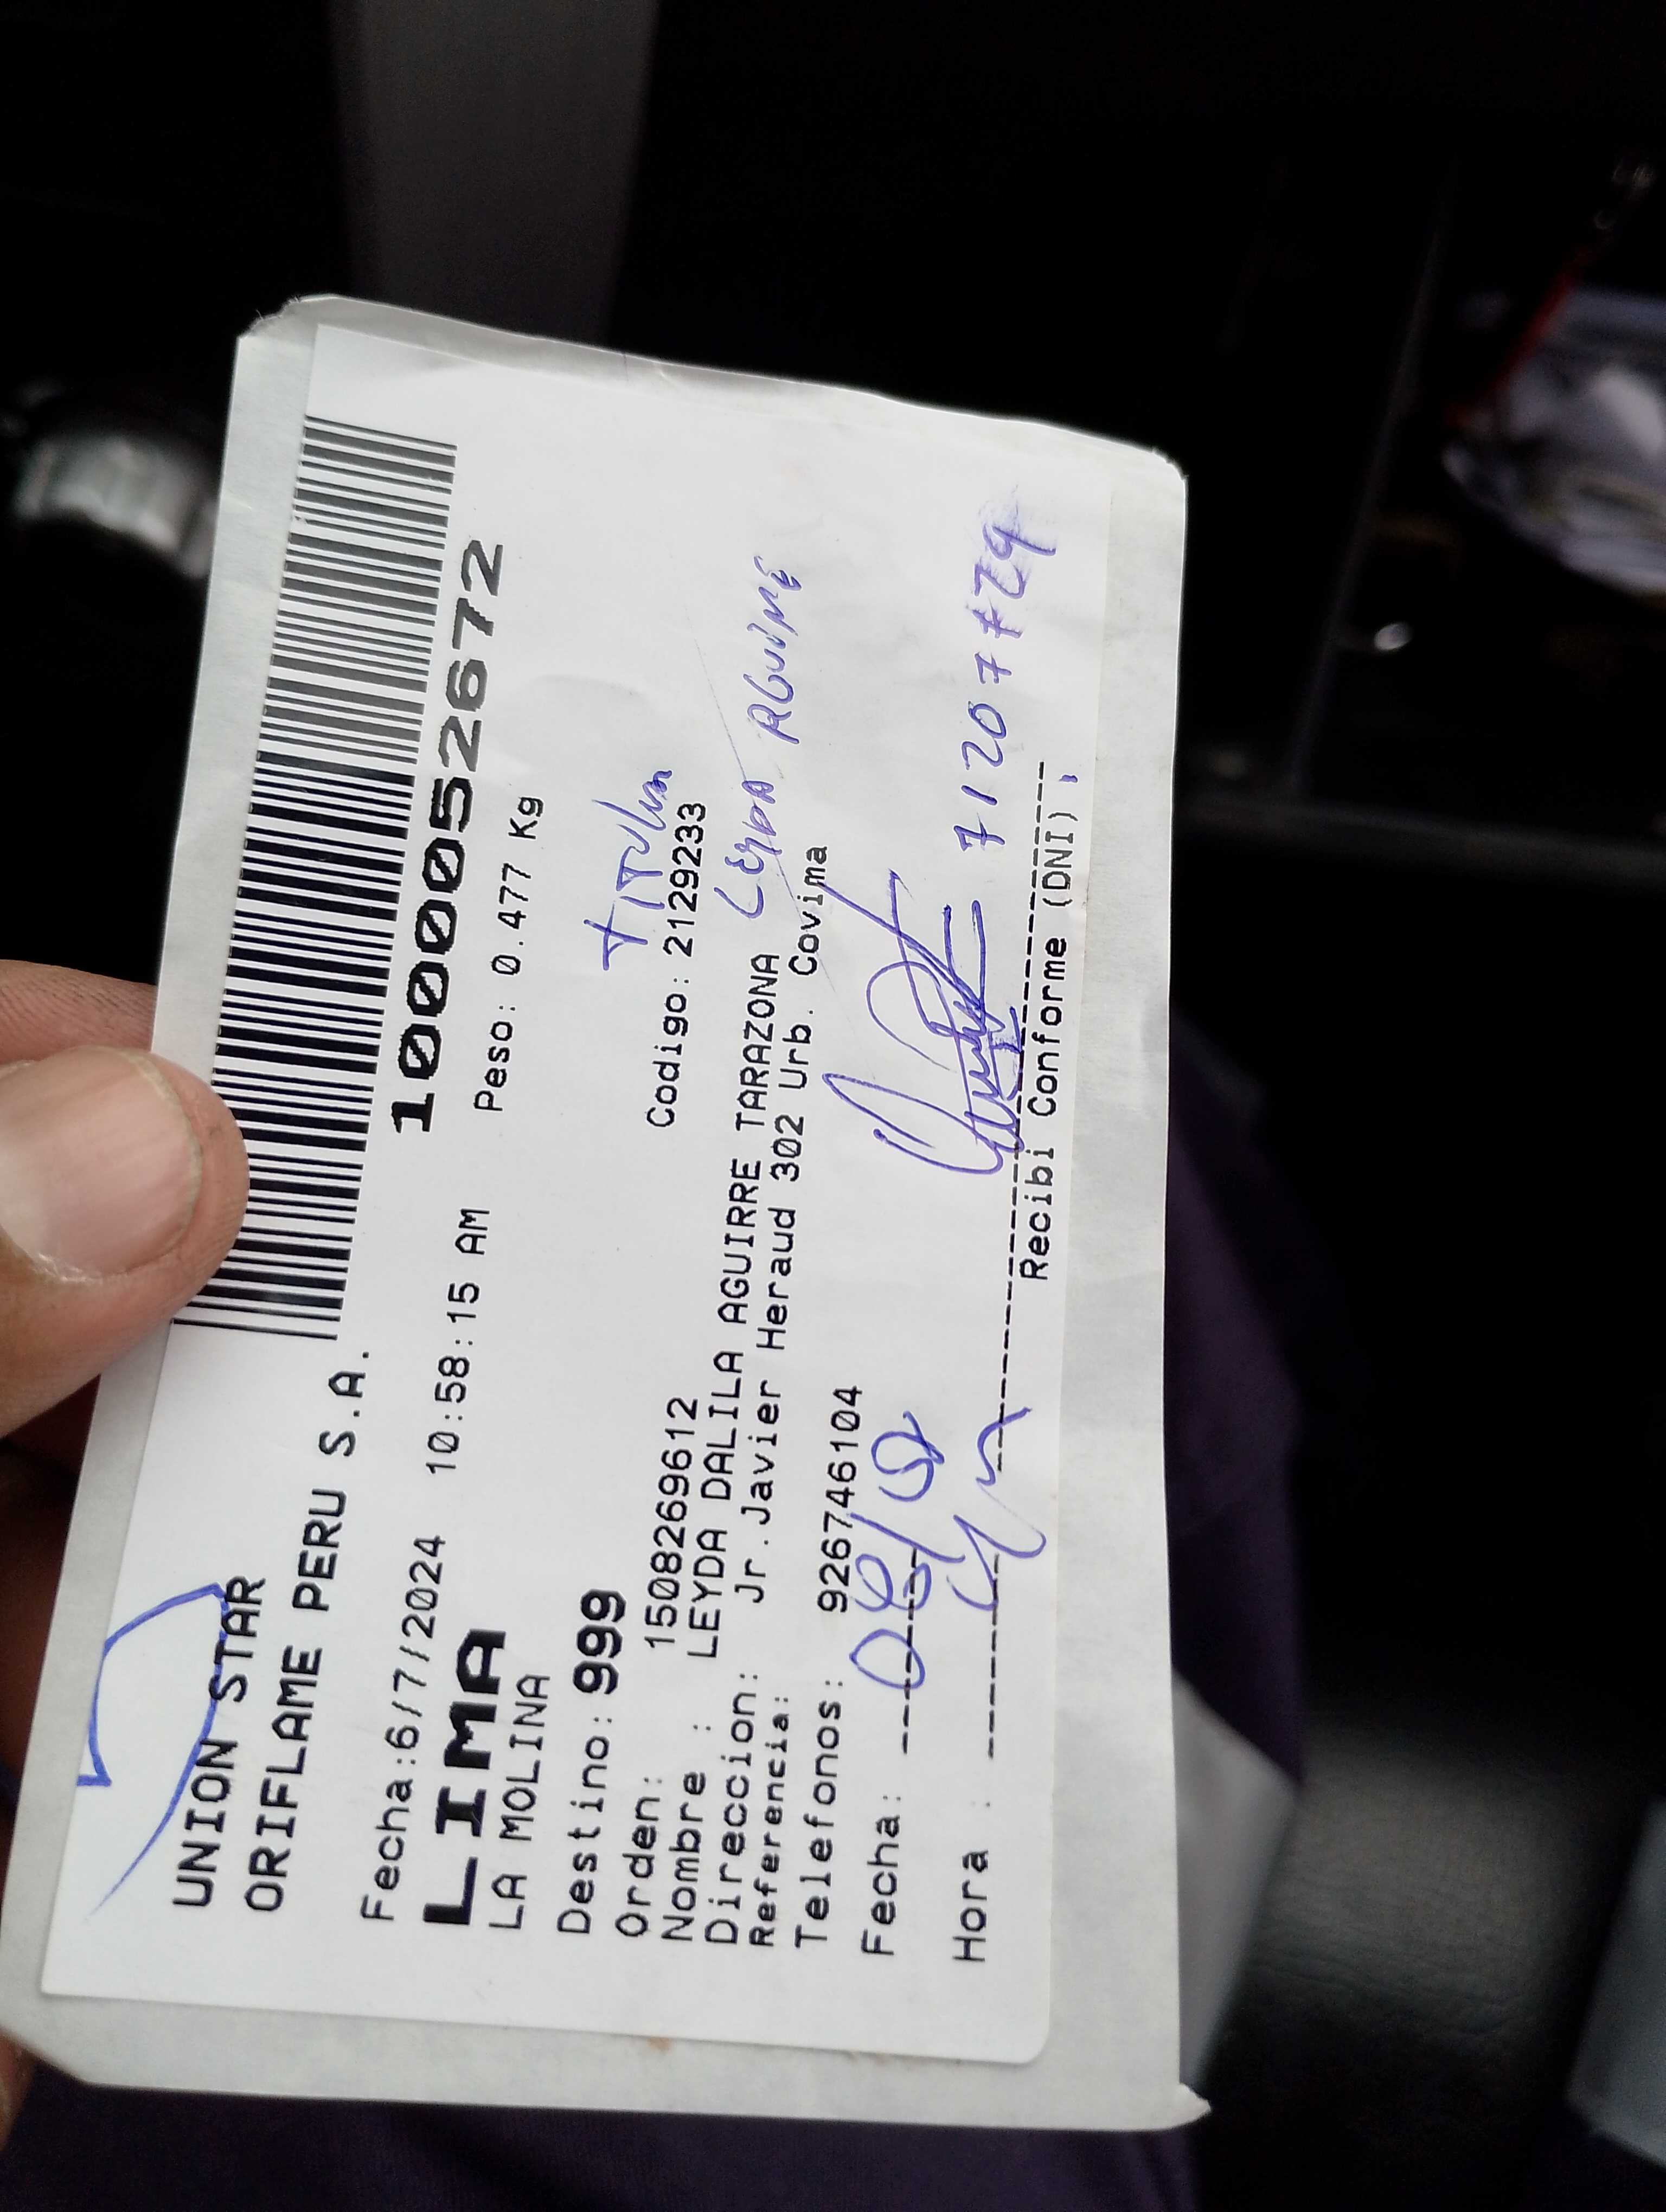 UNION STAR
ORIFLAME PERU S.A.
1000052672
Fecha:6/7/2024 10:58:15 AM Peso: 0.477 Kg
LIMA
LA MOLINA
Destino: 999
Titular
Orden: 1508269612 Codigo: 2129233
Nombre : LEYDA DALILA AGUIRRE TARAZONA
Leyda Aguirre
Direccion: Jr.Javier Heraud 302 Urb. Covima
Referencia:
Telefonos: 926746104
Fecha:
Hora :
Recibi Conforme (DNI) :